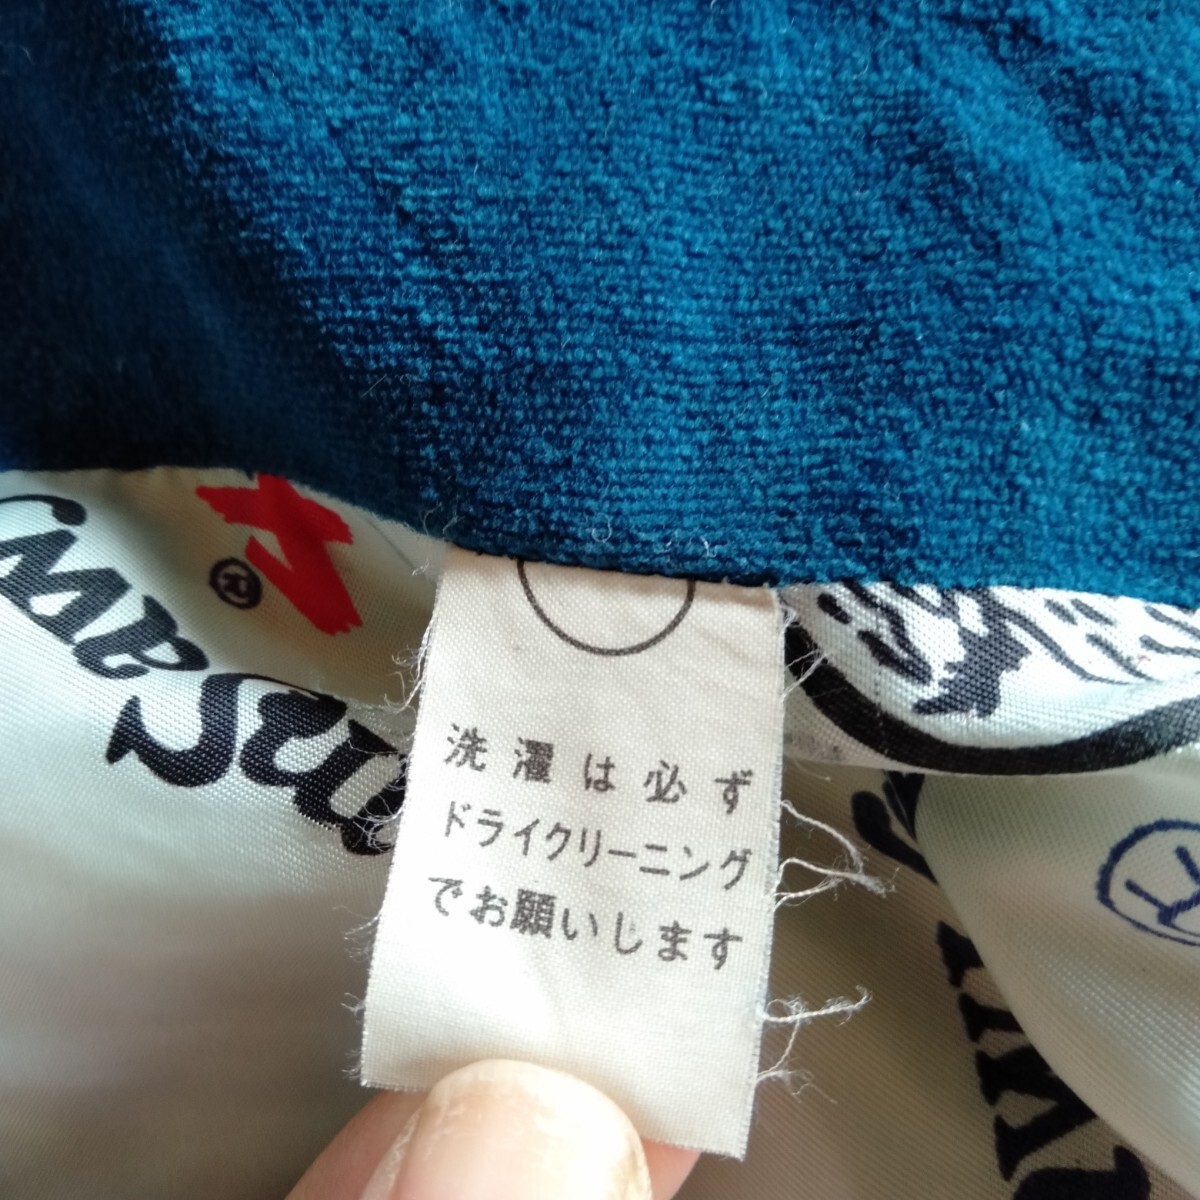 洗濯は必ず
ドライクリーニング
でお願いします